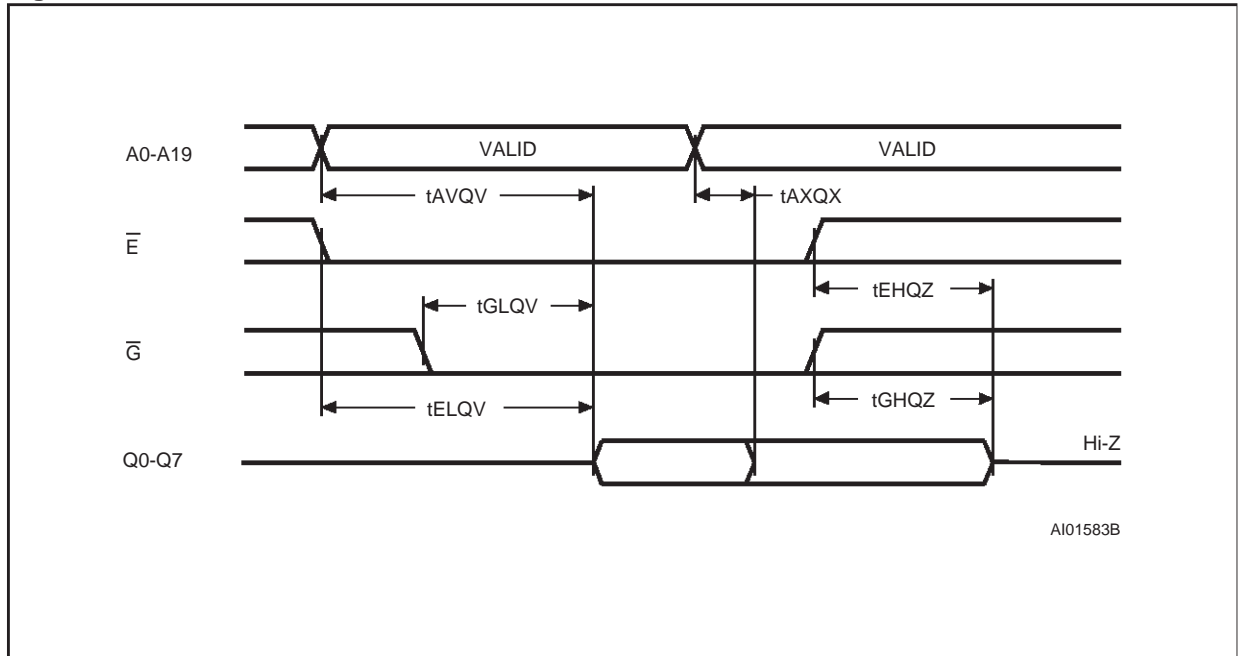 A0-A19
VALID
VALID
tAVQV
tAXQX
E̅
tEHQZ
tGLQV
G̅
tGHQZ
tELQV
Q0-Q7
Hi-Z
AI01583B